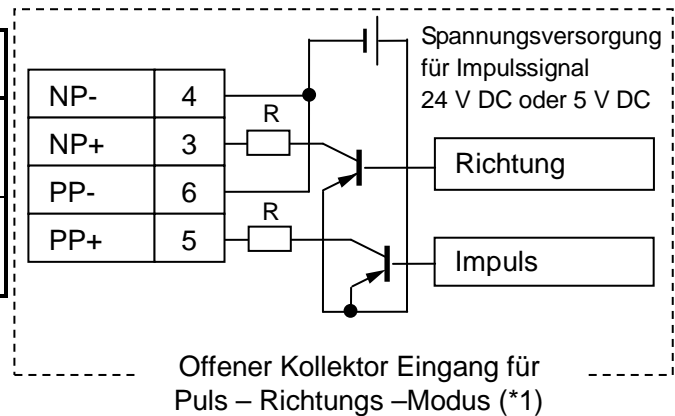 Spannungsversorgung
für Impulssignal
24 V DC oder 5 V DC
NP- 4
NP+ 3
PP- 6
PP+ 5
R
R
Richtung
Impuls
Offener Kollektor Eingang für
Puls – Richtungs –Modus (*1)